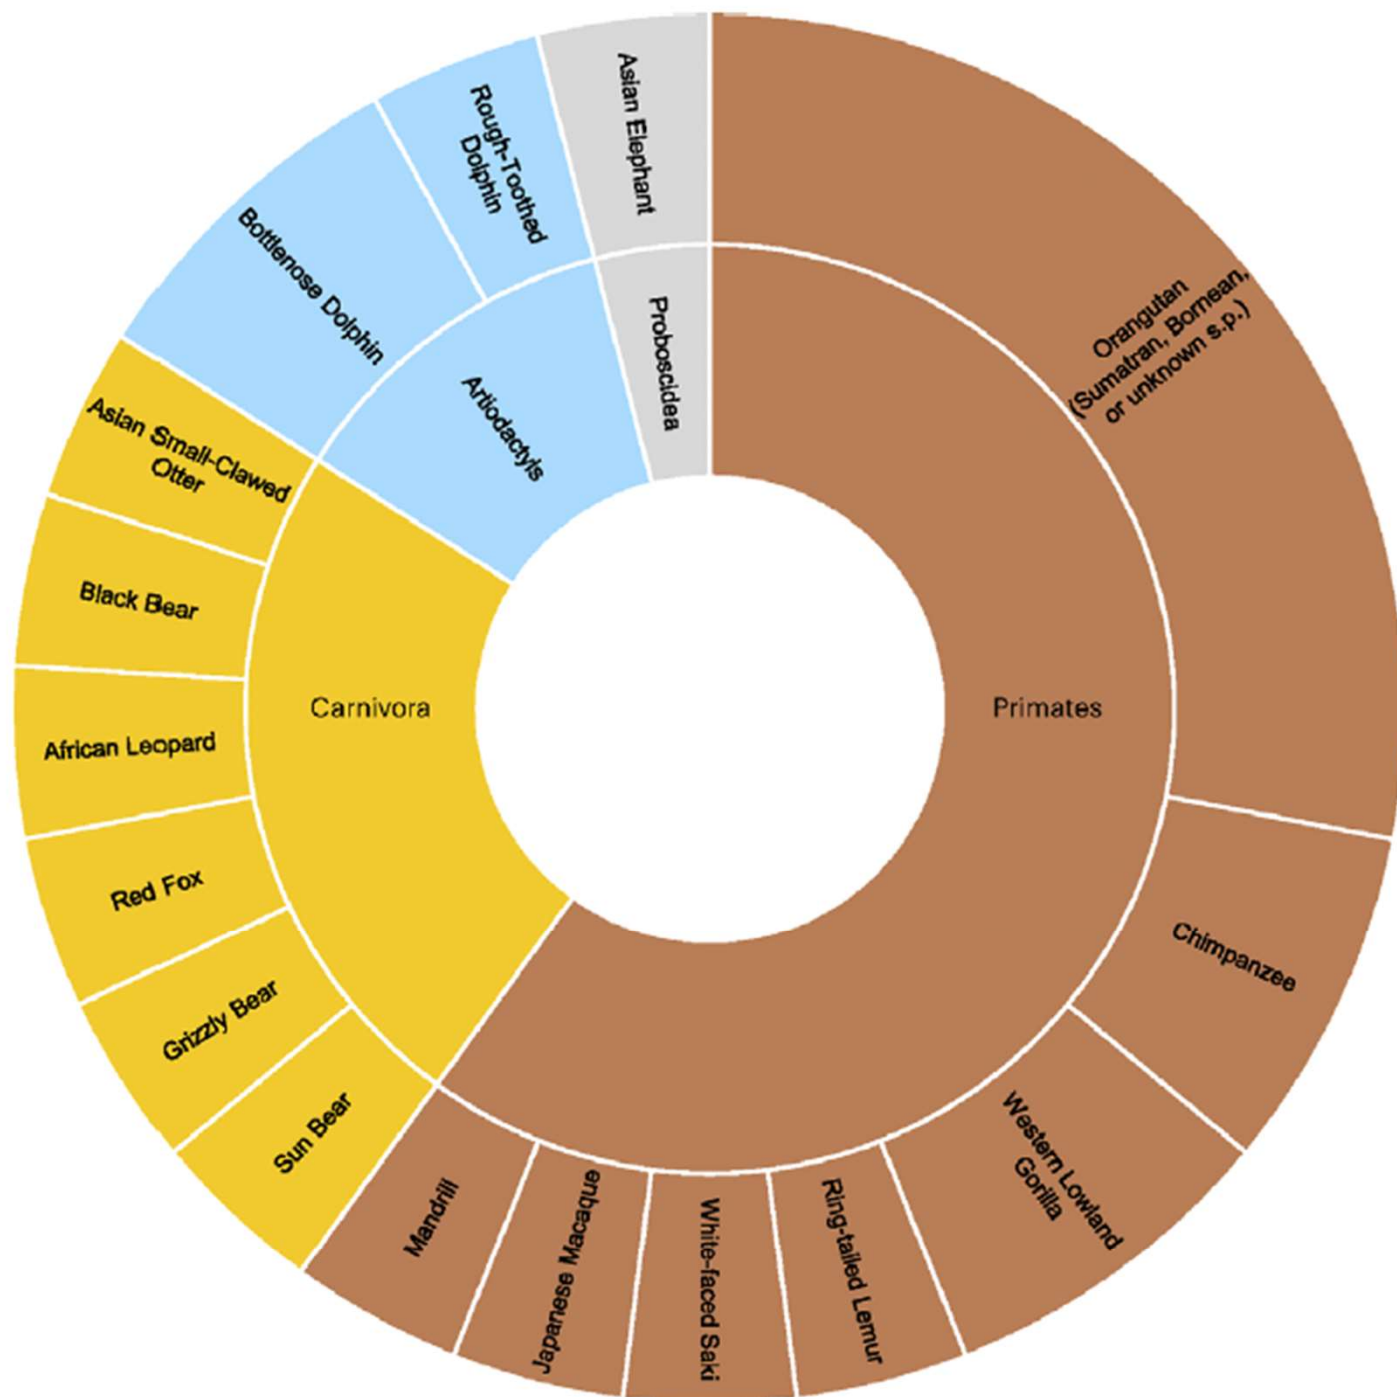 Asian Elephant
Rough-Toothed
Dolphin
Bottlenose Dolphin
Proboscidea
Artiodactyls
Orangutan
(Sumatran, Bornean,
or unknown s.p.)
Asian Small-Clawed
Otter
Black Bear
Carnivora
Primates
African Leopard
Red Fox
Chimpanzee
Grizzly Bear
Sun Bear
Western Lowland
Gorilla
Mandrill
Japanese Macaque
White-faced Saki
Ring-tailed Lemur